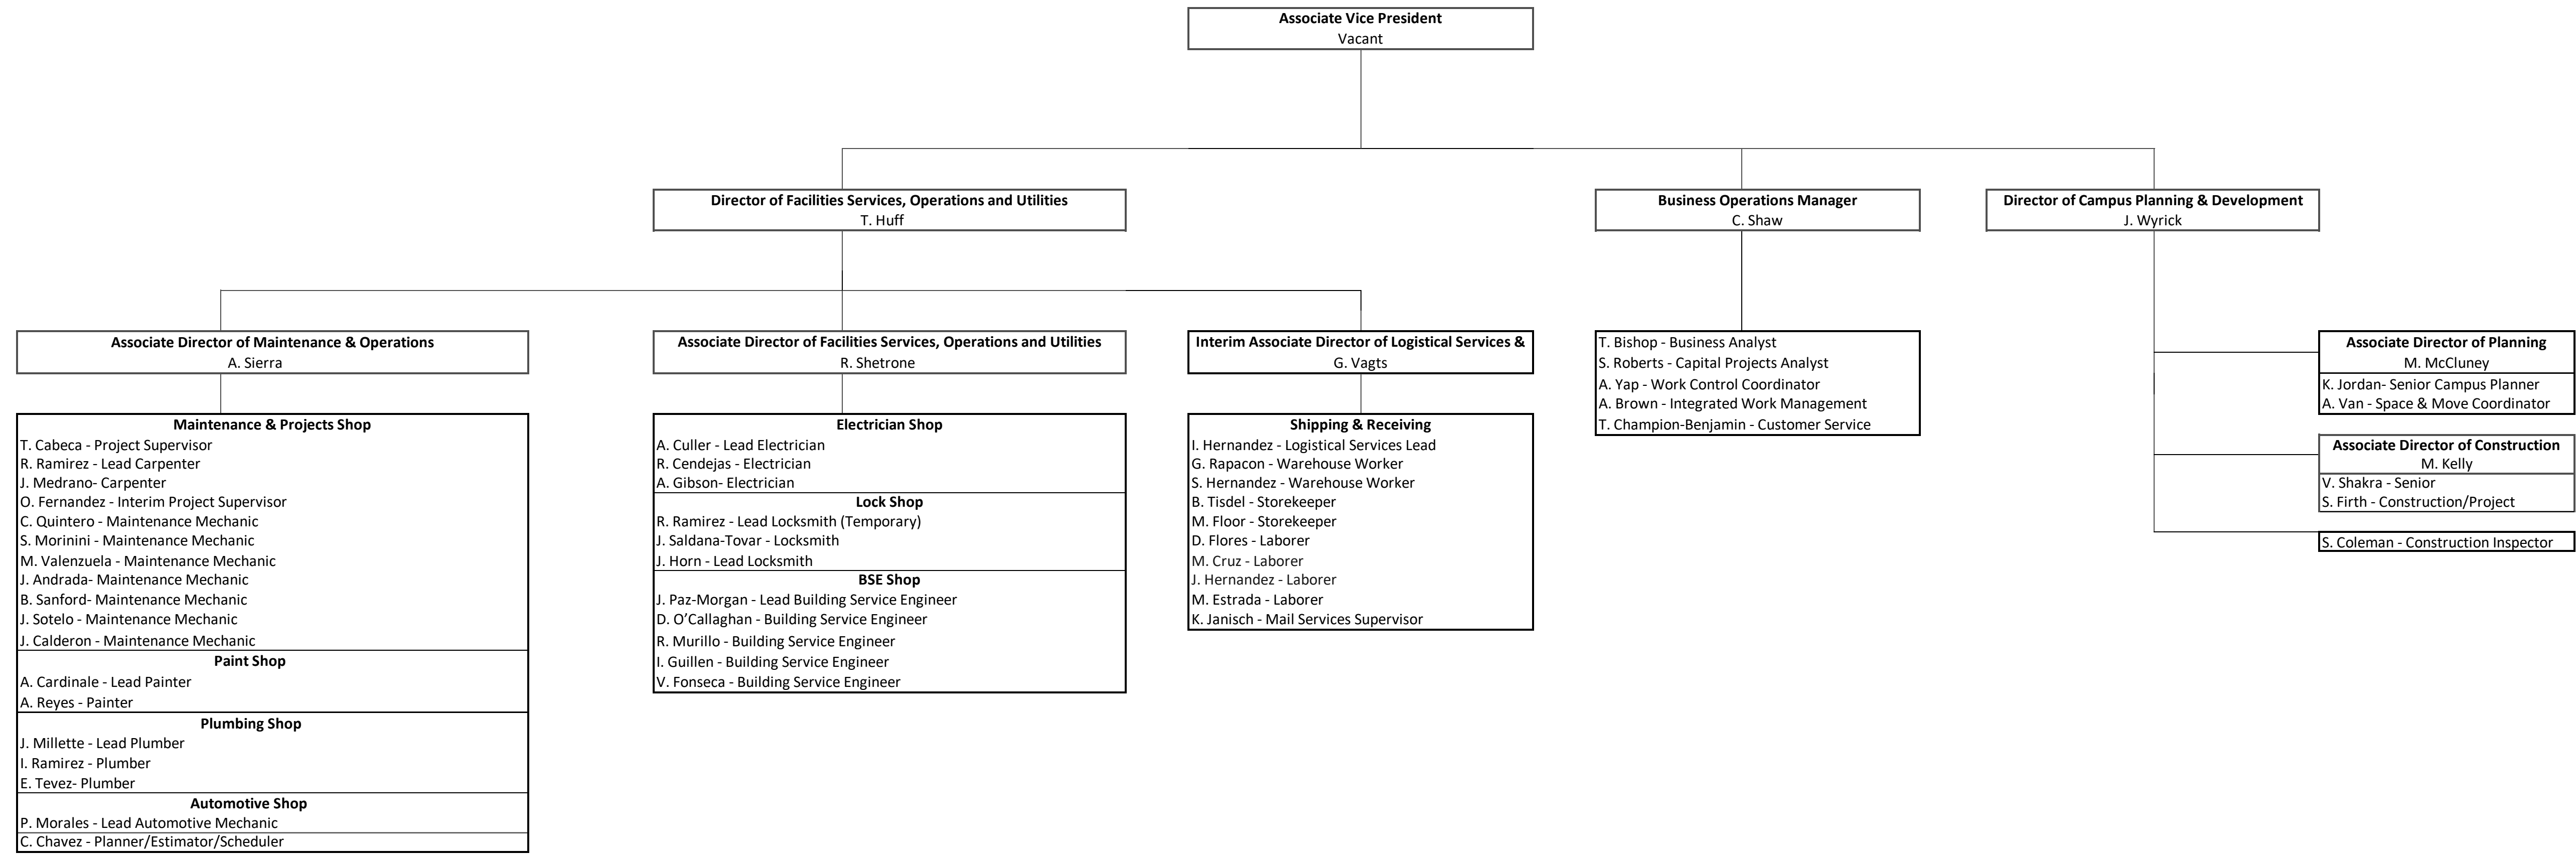 Associate Vice President
Vacant
Director of Facilities Services, Operations and Utilities
T. Huff
Business Operations Manager
C. Shaw
Director of Campus Planning & Development
J. Wyrick
Associate Director of Maintenance & Operations
A. Sierra
Maintenance & Projects Shop
T. Cabeca - Project Supervisor
R. Ramirez - Lead Carpenter
J. Medrano- Carpenter
O. Fernandez - Interim Project Supervisor
C. Quintero - Maintenance Mechanic
S. Morinini - Maintenance Mechanic
M. Valenzuela - Maintenance Mechanic
J. Andrada- Maintenance Mechanic
B. Sanford- Maintenance Mechanic
J. Sotelo - Maintenance Mechanic
J. Calderon - Maintenance Mechanic
Paint Shop
A. Cardinale - Lead Painter
A. Reyes - Painter
Plumbing Shop
J. Millette - Lead Plumber
I. Ramirez - Plumber
E. Tevez- Plumber
Automotive Shop
P. Morales - Lead Automotive Mechanic
C. Chavez - Planner/Estimator/Scheduler
Associate Director of Facilities Services, Operations and Utilities
R. Shetrone
Electrician Shop
A. Culler - Lead Electrician
R. Cendejas - Electrician
A. Gibson- Electrician
Lock Shop
R. Ramirez - Lead Locksmith (Temporary)
J. Saldana-Tovar - Locksmith
J. Horn - Lead Locksmith
BSE Shop
J. Paz-Morgan - Lead Building Service Engineer
D. O’Callaghan - Building Service Engineer
R. Murillo - Building Service Engineer
I. Guillen - Building Service Engineer
V. Fonseca - Building Service Engineer
Interim Associate Director of Logistical Services &
G. Vagts
Shipping & Receiving
I. Hernandez - Logistical Services Lead
G. Rapacon - Warehouse Worker
S. Hernandez - Warehouse Worker
B. Tisdel - Storekeeper
M. Floor - Storekeeper
D. Flores - Laborer
M. Cruz - Laborer
J. Hernandez - Laborer
M. Estrada - Laborer
K. Janisch - Mail Services Supervisor
T. Bishop - Business Analyst
S. Roberts - Capital Projects Analyst
A. Yap - Work Control Coordinator
A. Brown - Integrated Work Management
T. Champion-Benjamin - Customer Service
Associate Director of Planning
M. McCluney
K. Jordan- Senior Campus Planner
A. Van - Space & Move Coordinator
Associate Director of Construction
M. Kelly
V. Shakra - Senior
S. Firth - Construction/Project
S. Coleman - Construction Inspector